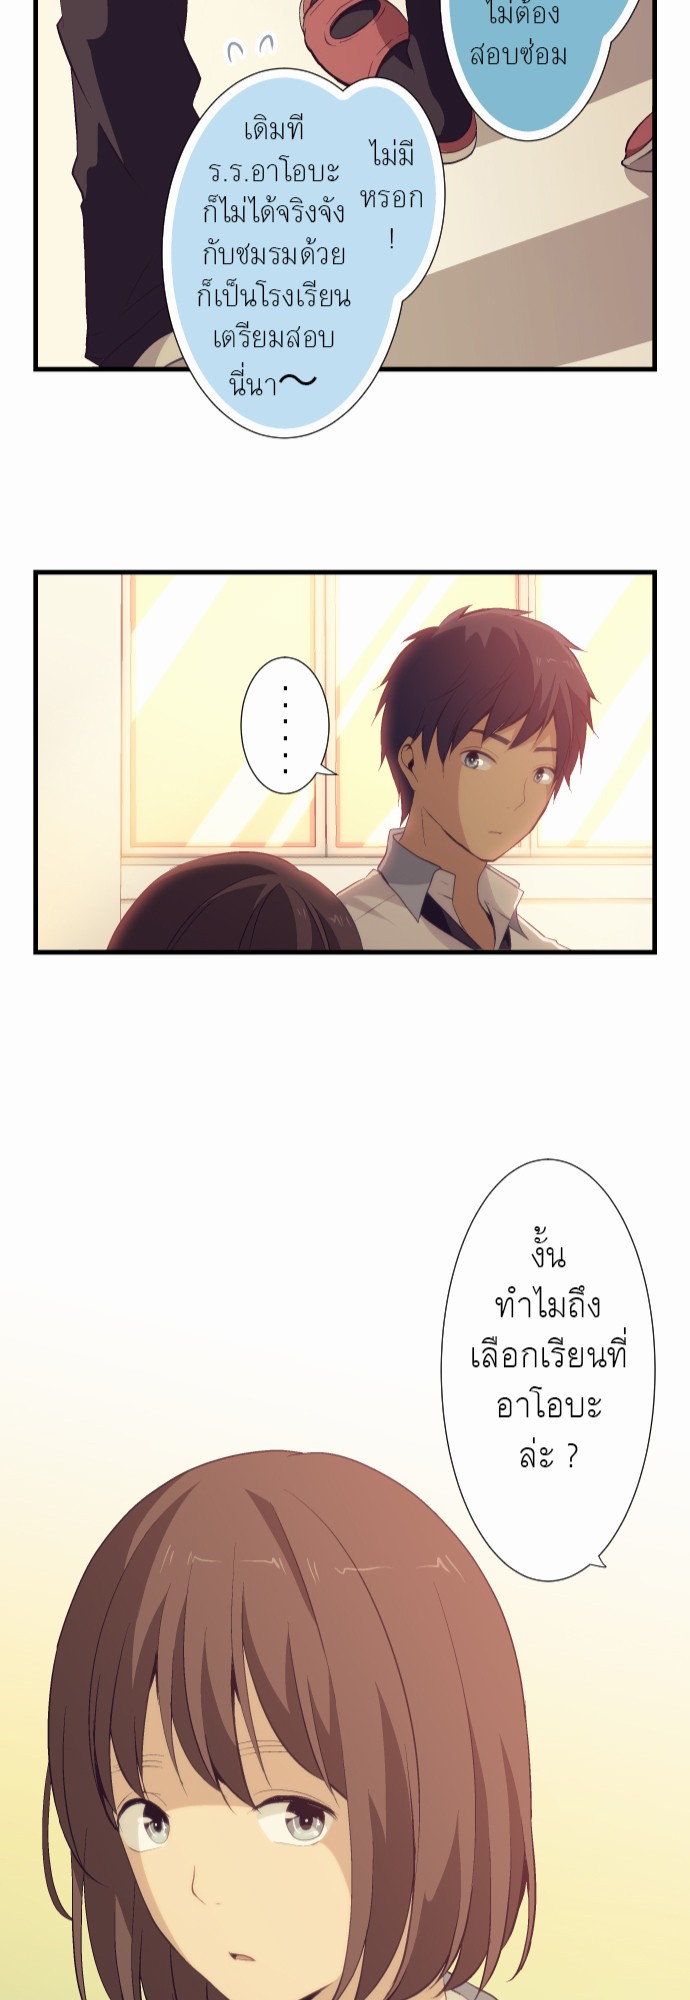 ไม่ต้อง
สอบซ่อม
ไม่มี
หรอก
!
เดิมที
ร.ร.อาโอบะ
ก็ไม่ได้จริงจัง
กับชมรมด้วย
ก็เป็นโรงเรียน
เตรียมสอบ
นี่นา～
......
งั้น
ทำไมถึง
เลือกเรียนที่
อาโอบะ
ล่ะ ?